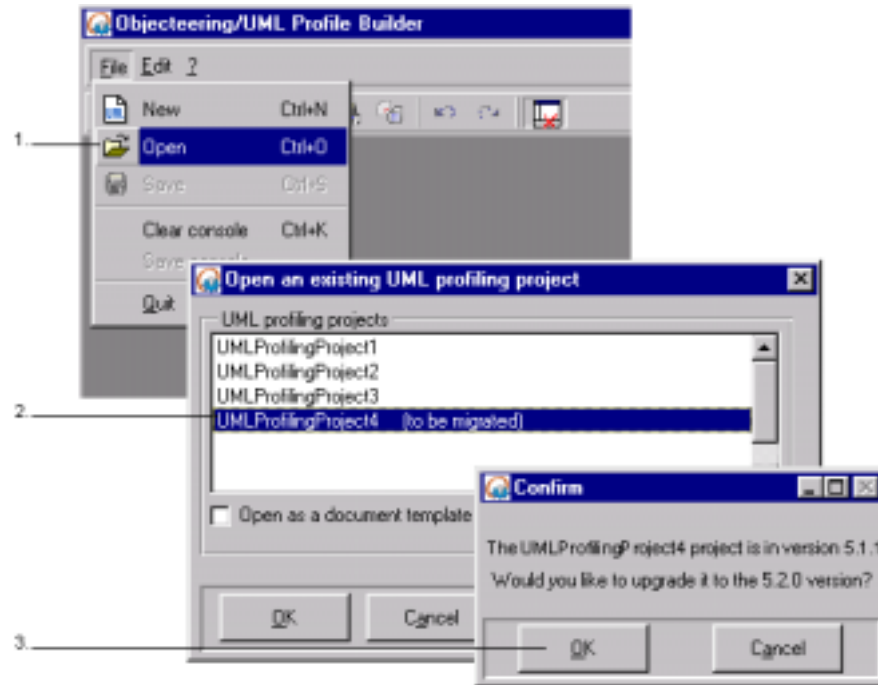 Objecteering/UML Profile Builder
File Edit ?
New Ctrl+N
1.
Open Ctrl+O
Save Ctrl+S
Clear console Ctrl+K
Save console
Quit
Open an existing UML profiling project
UML profiling projects
UMLProfilingProject1
UMLProfilingProject2
UMLProfilingProject3
2.
UMLProfilingProject4 (to be migrated)
Open as a document template
Confirm
The UMLProfilingProject4 project is in version 5.1.1
Would you like to upgrade it to the 5.2.0 version?
OK Cancel
3.
OK Cancel